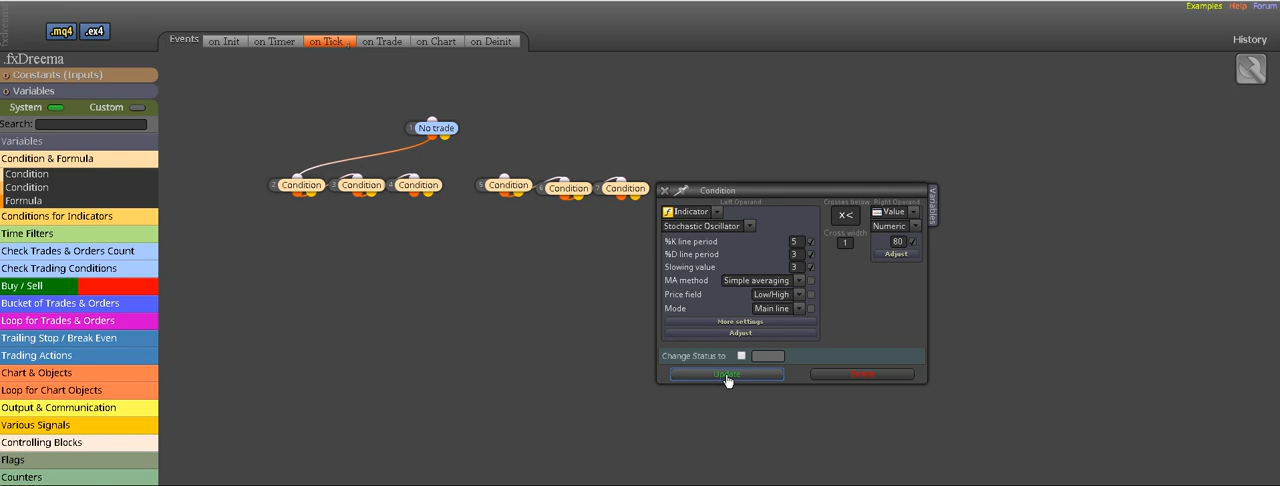 Examples Help Forum
fxdreema
.mq4 .ex4
Events on Init on Timer on Tick on Trade on Chart on Deinit
History
.fxDreema
Constants (Inputs)
Variables
System Custom
Search:
Variables
Condition & Formula
Condition
Condition
Formula
Conditions for Indicators
Time Filters
Check Trades & Orders Count
Check Trading Conditions
Buy / Sell
Bucket of Trades & Orders
Loop for Trades & Orders
Trailing Stop / Break Even
Trading Actions
Chart & Objects
Loop for Chart Objects
Output & Communication
Various Signals
Controlling Blocks
Flags
Counters
1 No trade
2 Condition 3 Condition 4 Condition 5 Condition 6 Condition 7 Condition
Condition
Variables
Left Operand Crosses below Right Operand
Indicator x< Value
Stochastic Oscillator Numeric
Cross width
%K line period 5 1 80
%D line period 3 Adjust
Slowing value 3
MA method Simple averaging
Price field Low/High
Mode Main line
More settings
Adjust
Change Status to
Update Delete